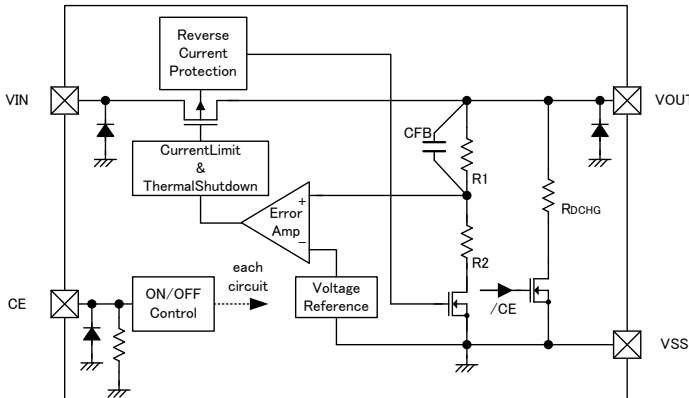 Reverse
Current
Protection
VIN
VOUT
CFB
CurrentLimit
&
ThermalShutdown
R1
+
Error
Amp
−
RDCHG
R2
each
circuit
Voltage
Reference
CE
ON/OFF
Control
/CE
VSS